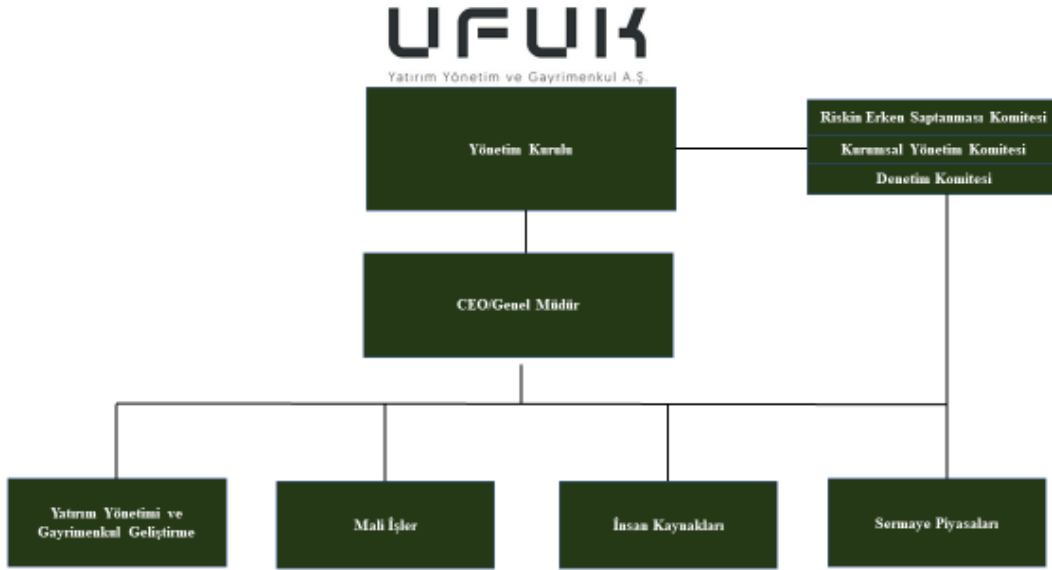 UFUK
Yatırım Yönetim ve Gayrimenkul A.Ş.
Yönetim Kurulu
Riskin Erken Saptanması Komitesi
Kurumsal Yönetim Komitesi
Denetim Komitesi
CEO/Genel Müdür
Yatırım Yönetimi ve
Gayrimenkul Geliştirme
Mali İşler
İnsan Kaynakları
Sermaye Piyasaları